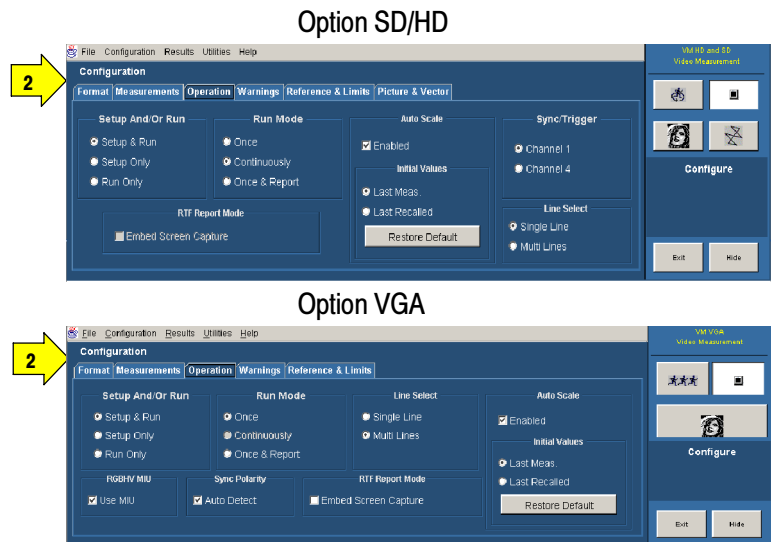 Option SD/HD
File Configuration Results Utilities Help
VM HD and SD
Video Measurement
2
Configuration
Format Measurements Operation Warnings Reference & Limits Picture & Vector
Setup And/Or Run
Setup & Run
Setup Only
Run Only
Run Mode
Once
Continuously
Once & Report
RTF Report Mode
Embed Screen Capture
Auto Scale
Enabled
Initial Values
Last Meas.
Last Recalled
Restore Default
Sync/Trigger
Channel 1
Channel 4
Line Select
Single Line
Multi Lines
Configure
Exit Hide
Option VGA
File Configuration Results Utilities Help
VM VGA
Video Measurement
2
Configuration
Format Measurements Operation Warnings Reference & Limits
Setup And/Or Run
Setup & Run
Setup Only
Run Only
Run Mode
Once
Continuously
Once & Report
Line Select
Single Line
Multi Lines
RGBHV MIU
Use MIU
Sync Polarity
Auto Detect
RTF Report Mode
Embed Screen Capture
Auto Scale
Enabled
Initial Values
Last Meas.
Last Recalled
Restore Default
Configure
Exit Hide